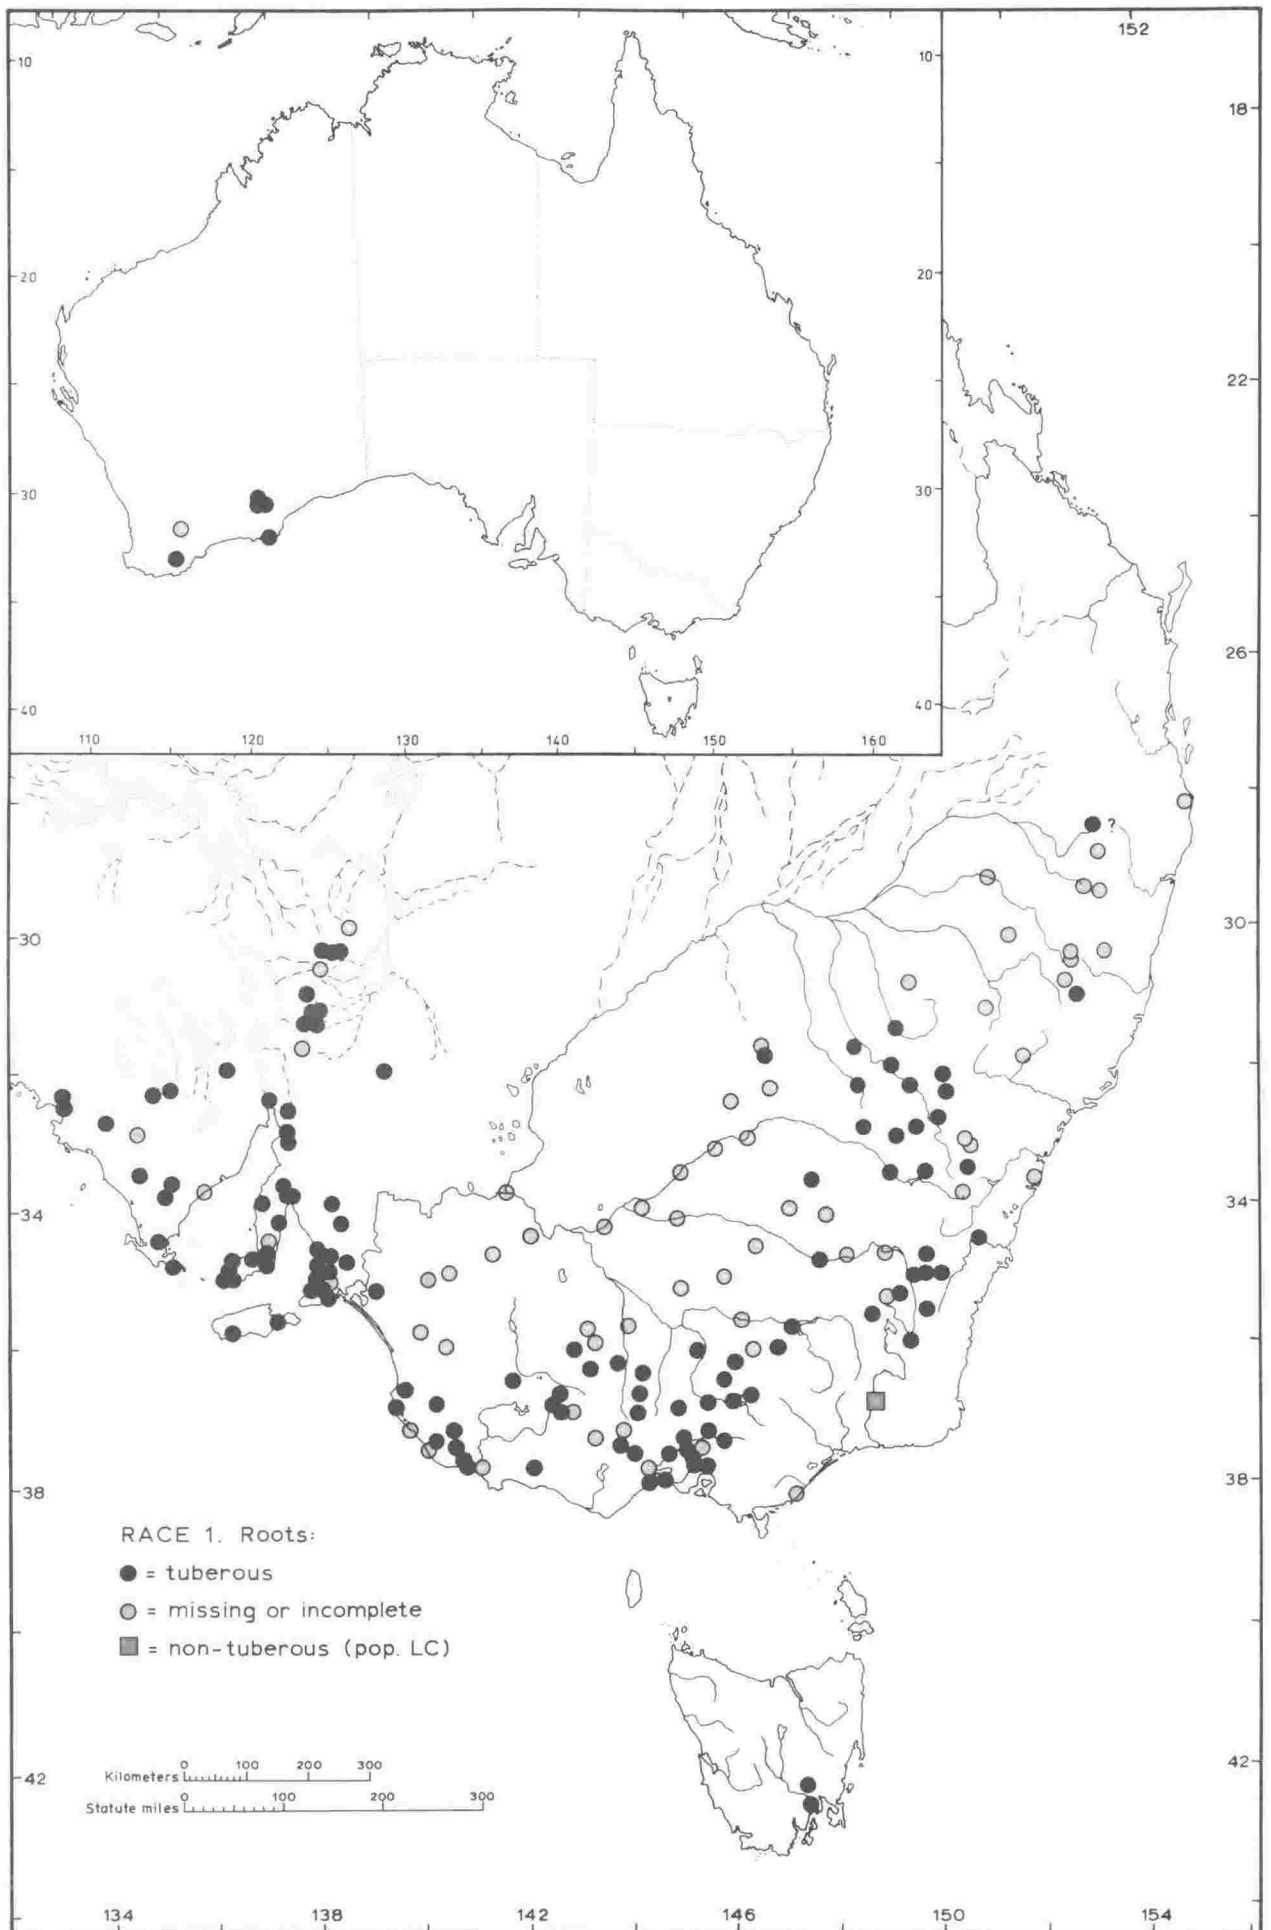 152
10
10
18
20
20
22
30
30
26
40
40
110 120 130 140 150 160
?
30
30
34
34
38
38
RACE 1. Roots:
= tuberous
= missing or incomplete
= non-tuberous (pop. LC)
0 100 200 300
Kilometers
Statute miles
0 100 200 300
42
42
134 138 142 146 150 154